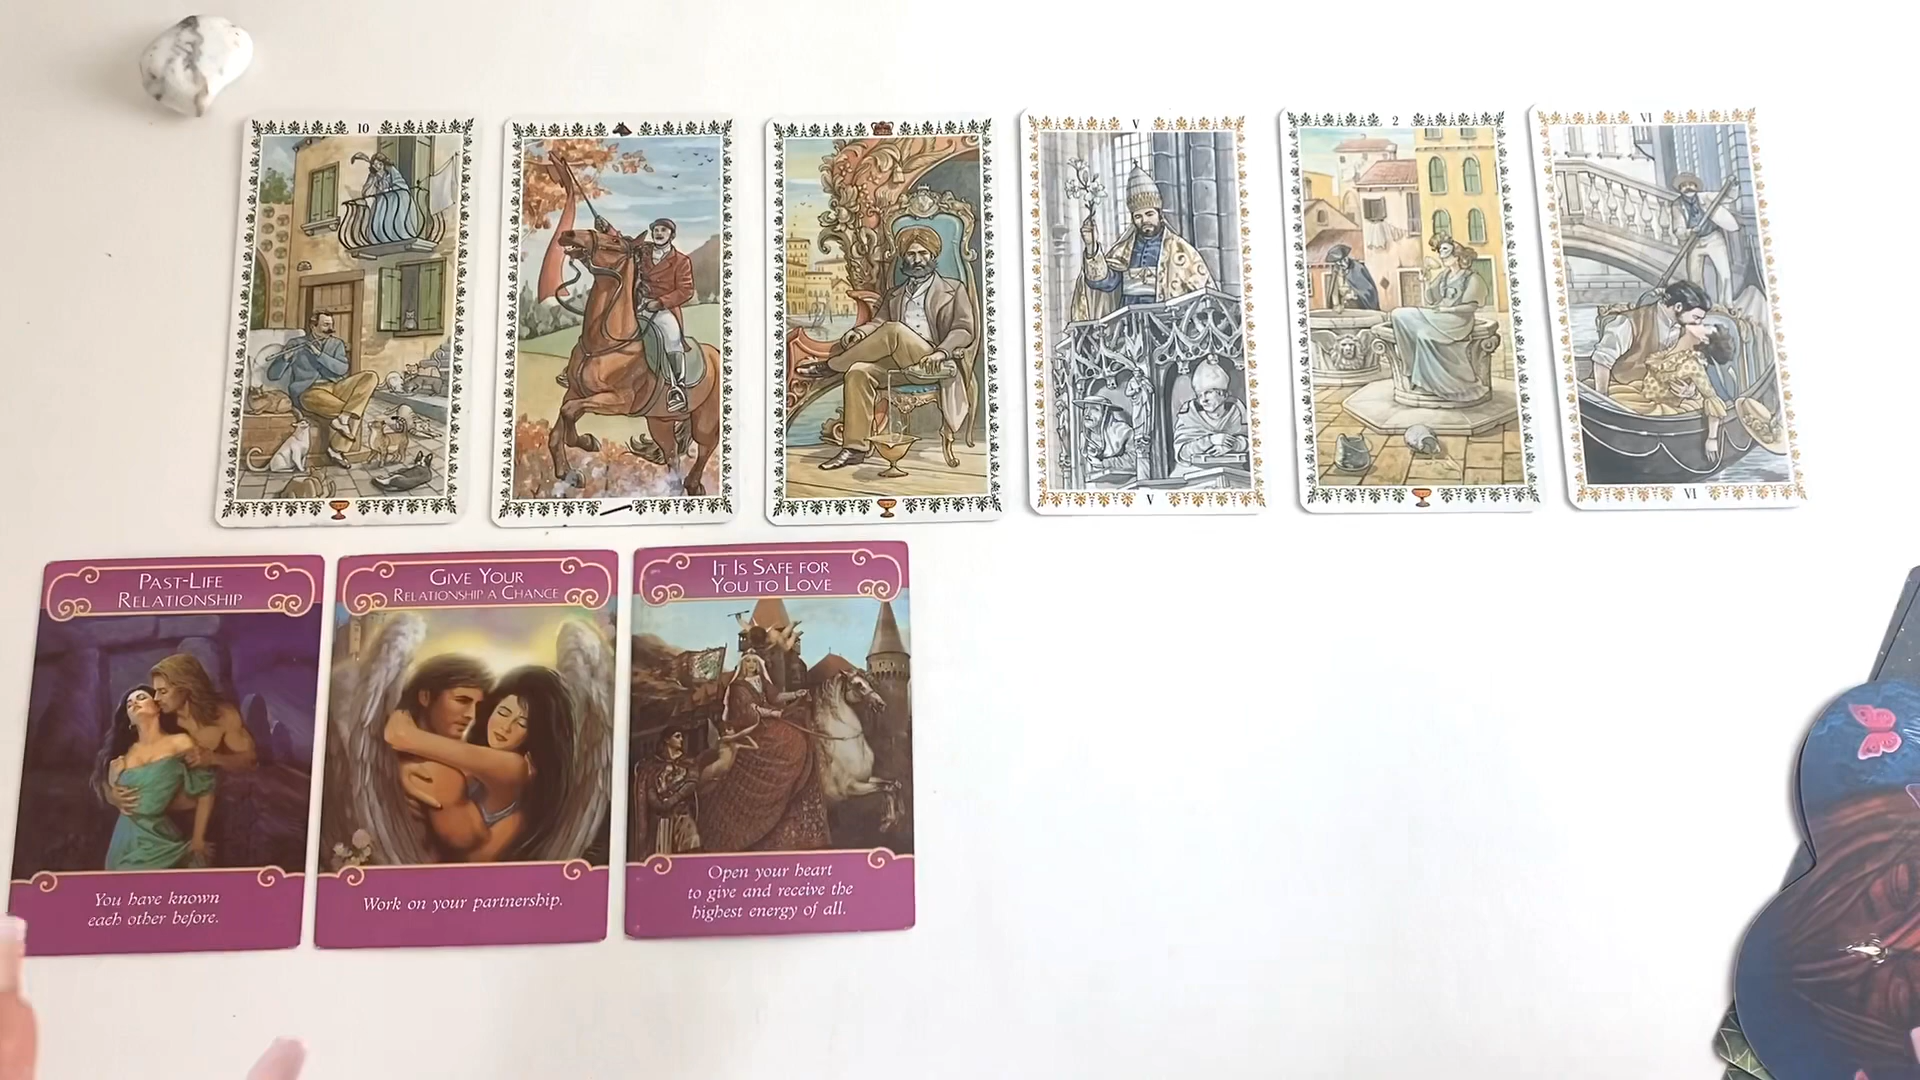 10
V
2
VI
V
VI
PAST-LIFE
RELATIONSHIP
You have known
each other before.
GIVE YOUR
RELATIONSHIP A CHANCE
Work on your partnership.
IT IS SAFE FOR
YOU TO LOVE
Open your heart
to give and receive the
highest energy of all.